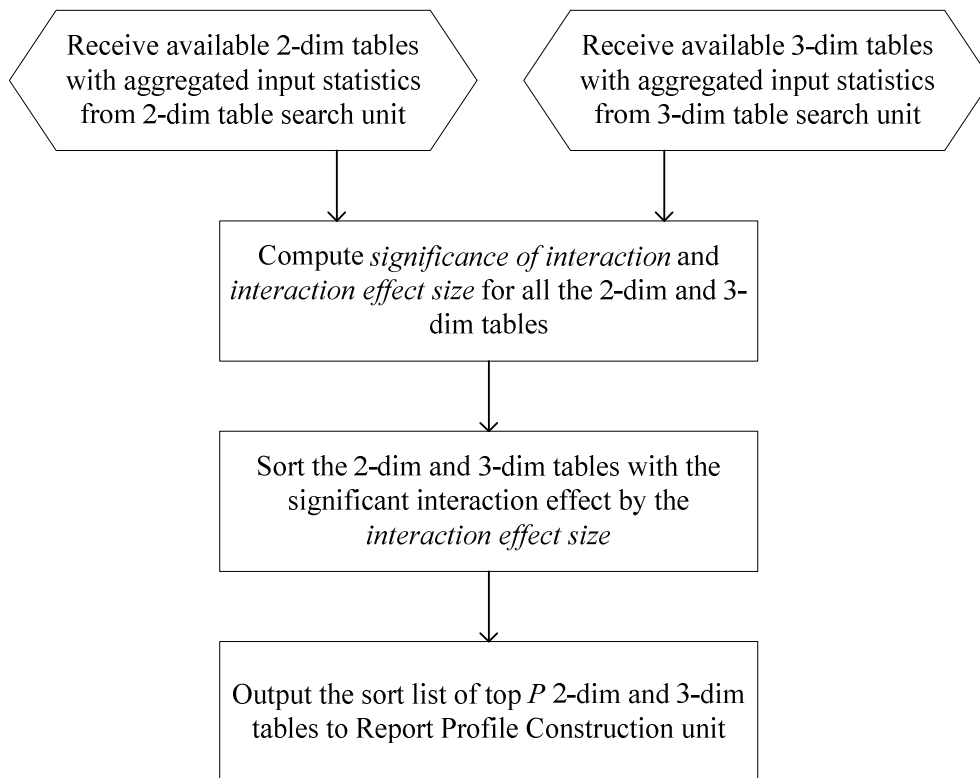 Receive available 2-dim tables
with aggregated input statistics
from 2-dim table search unit
Receive available 3-dim tables
with aggregated input statistics
from 3-dim table search unit
Compute significance of interaction and
interaction effect size for all the 2-dim and 3-
dim tables
Sort the 2-dim and 3-dim tables with the
significant interaction effect by the
interaction effect size
Output the sort list of top P 2-dim and 3-dim
tables to Report Profile Construction unit